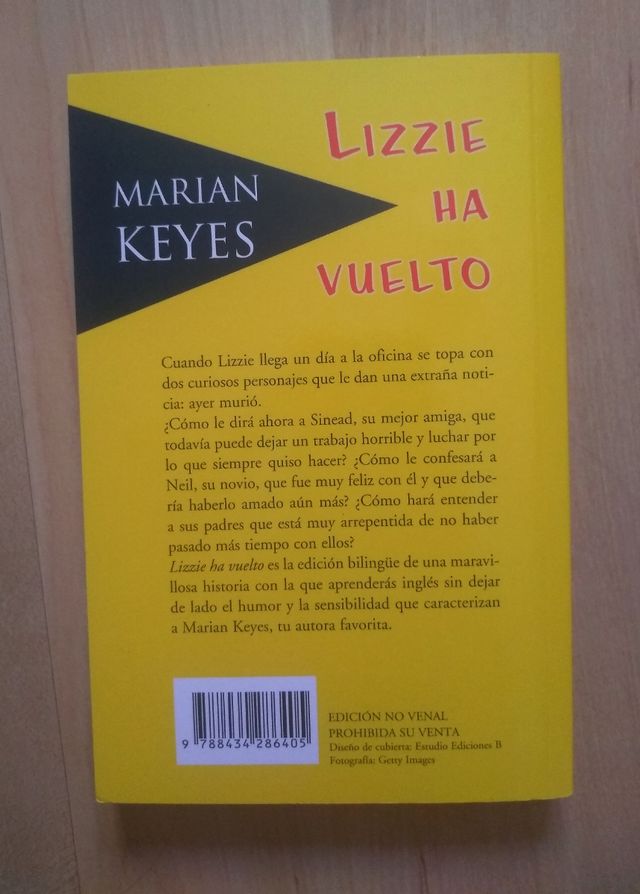 MARIAN
KEYES
LIZZIE
HA
VUELTO
Cuando Lizzie llega un día a la oficina se topa con
dos curiosos personajes que le dan una extraña noti-
cia: ayer murió.
¿Cómo le dirá ahora a Sinead, su mejor amiga, que
todavía puede dejar un trabajo horrible y luchar por
lo que siempre quiso hacer? ¿Cómo le confesará a
Neil, su novio, que fue muy feliz con él y que debe-
ría haberlo amado aún más? ¿Cómo hará entender
a sus padres que está muy arrepentida de no haber
pasado más tiempo con ellos?
Lizzie ha vuelto es la edición bilingüe de una maravi-
llosa historia con la que aprenderás inglés sin dejar
de lado el humor y la sensibilidad que caracterizan
a Marian Keyes, tu autora favorita.
9 788434 286405
EDICIÓN NO VENAL
PROHIBIDA SU VENTA
Diseño de cubierta: Estudio Ediciones B
Fotografía: Getty Images